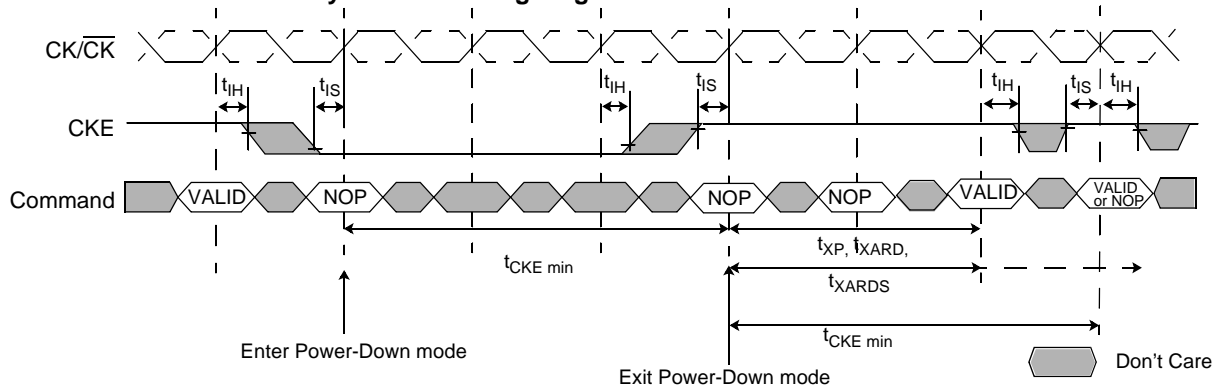 CK/CK
tIH
tIS
tIH
tIS
tIH
tIS
tIH
CKE
Command
VALID
NOP
NOP
NOP
VALID
VALID
or NOP
tCKE min
tXP, tXARD,
tXARDS
tCKE min
Enter Power-Down mode
Exit Power-Down mode
Don't Care